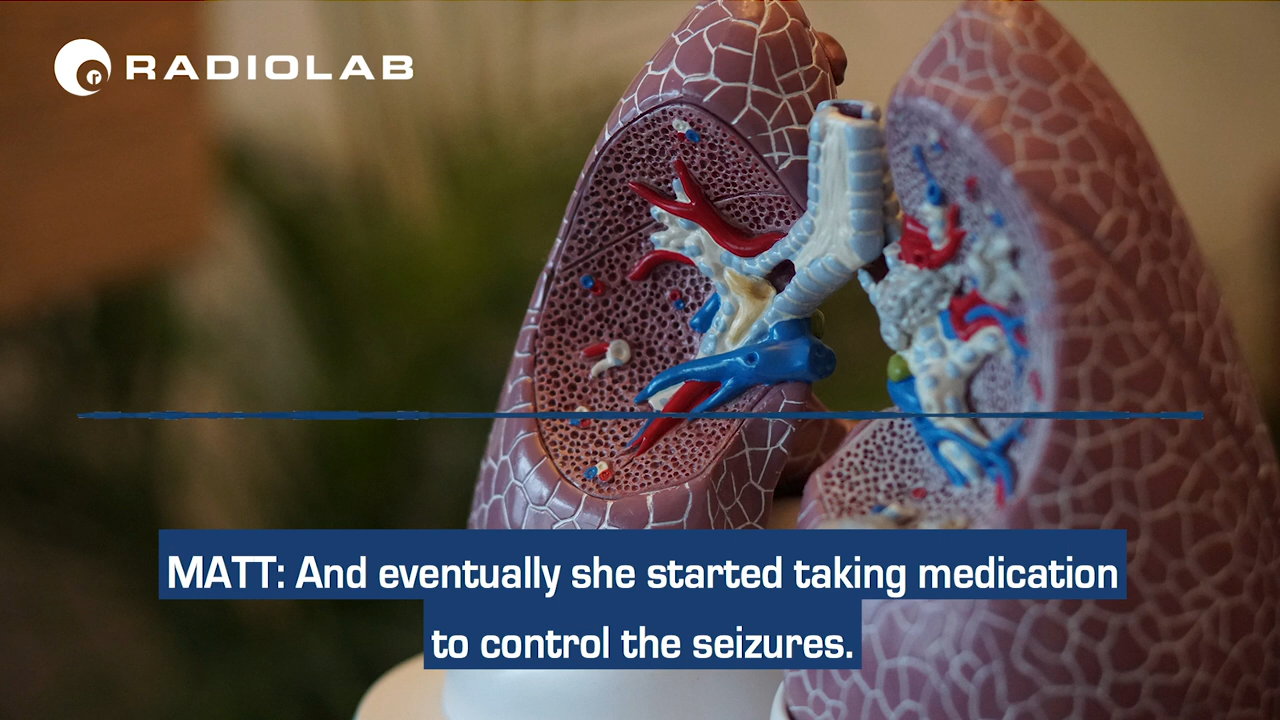 RADIOLAB
MATT: And eventually she started taking medication
to control the seizures.